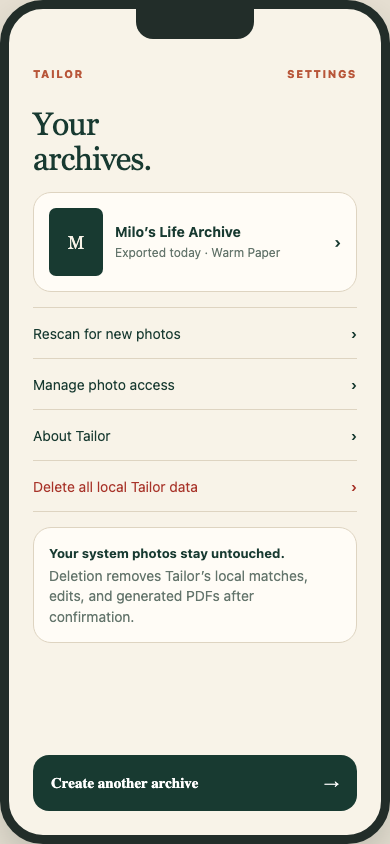 TAILOR
SETTINGS
Your
archives.
M
Milo’s Life Archive
Exported today · Warm Paper
›
Rescan for new photos ›
Manage photo access ›
About Tailor ›
Delete all local Tailor data ›
Your system photos stay untouched.
Deletion removes Tailor’s local matches,
edits, and generated PDFs after
confirmation.
Create another archive →